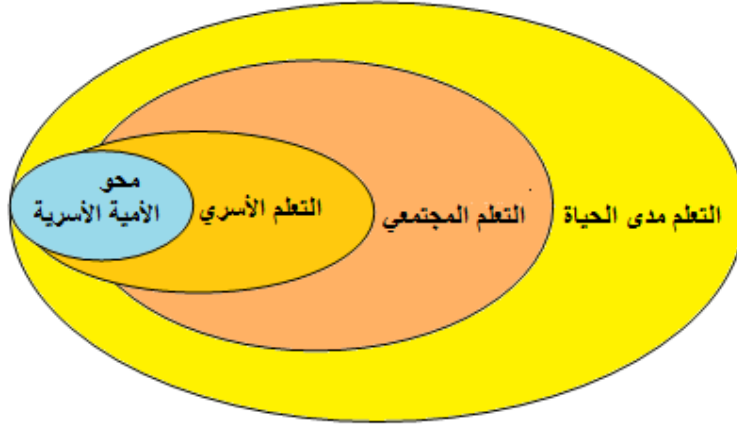 محو
الأمية الأسرية
التعلم الأسري
التعلم المجتمعي
التعلم مدى الحياة